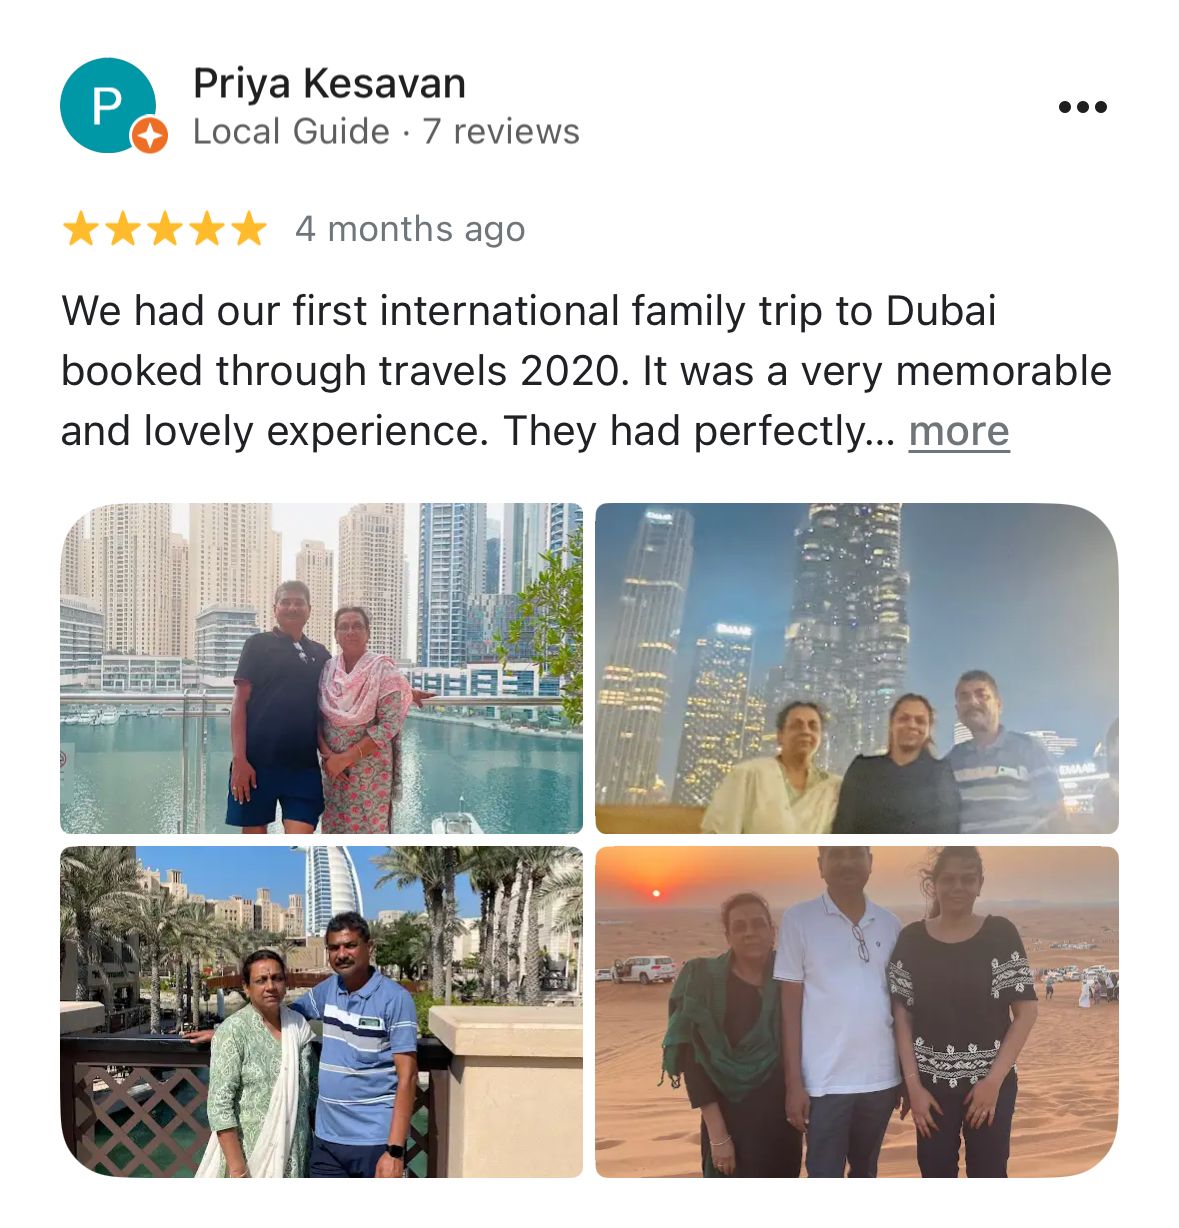 P
Priya Kesavan
Local Guide · 7 reviews
4 months ago
We had our first international family trip to Dubai
booked through travels 2020. It was a very memorable
and lovely experience. They had perfectly... more
EMAAR
EMAAR